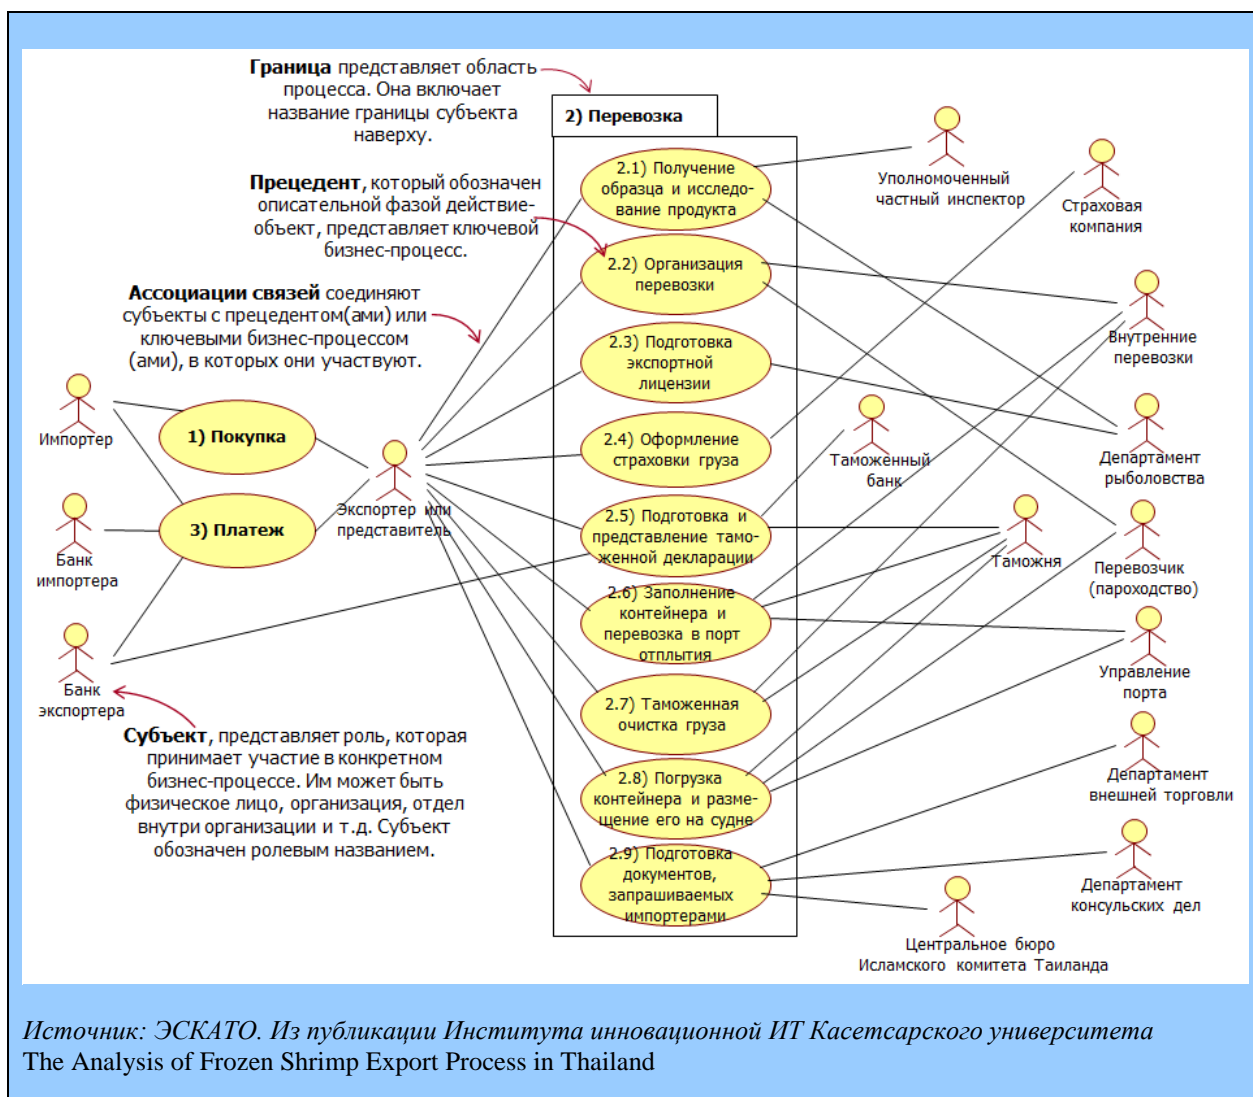 Граница представляет область
процесса. Она включает
название границы субъекта
наверху.
2) Перевозка
Прецедент, который обозначен
описательной фазой действие-
объект, представляет ключевой
бизнес-процесс.
Ассоциации связей соединяют
субъекты с прецедентом(ами) или
ключевыми бизнес-процессом
(ами), в которых они участвуют.
Импортер
Банк
импортера
Банк
экспортера
1) Покупка
3) Платеж
Экспортер или
представитель
Субъект, представляет роль, которая
принимает участие в конкретном
бизнес-процессе. Им может быть
физическое лицо, организация, отдел
внутри организации и т.д. Субъект
обозначен ролевым названием.
2.1) Получение
образца и исследо-
вание продукта
2.2) Организация
перевозки
2.3) Подготовка
экспортной
лицензии
2.4) Оформление
страховки груза
2.5) Подготовка и
представление тамо-
женной декларации
2.6) Заполнение
контейнера и
перевозка в порт
отплытия
2.7) Таможенная
очистка груза
2.8) Погрузка
контейнера и разме-
щение его на судне
2.9) Подготовка
документов,
запрашиваемых
импортерами
Уполномоченный
частный инспектор
Страховая
компания
Внутренние
перевозки
Таможенный
банк
Департамент
рыболовства
Таможня
Перевозчик
(пароходство)
Управление
порта
Департамент
внешней торговли
Департамент
консульских дел
Центральное бюро
Исламского комитета Таиланда
Источник: ЭСКАТО. Из публикации Института инновационной ИТ Касетсарского университета
The Analysis of Frozen Shrimp Export Process in Thailand